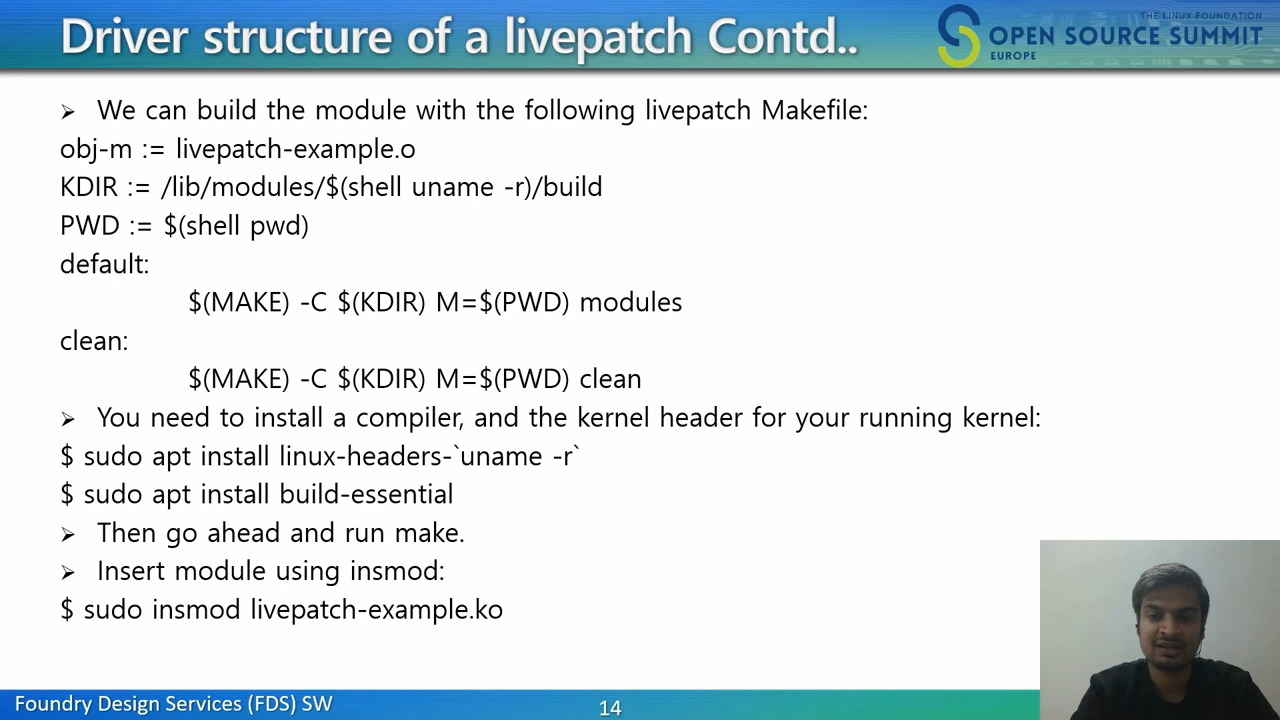 Driver structure of a livepatch Contd..
THE LINUX FOUNDATION
OPEN SOURCE SUMMIT
EUROPE
➢ We can build the module with the following livepatch Makefile:
obj-m := livepatch-example.o
KDIR := /lib/modules/$(shell uname -r)/build
PWD := $(shell pwd)
default:
$(MAKE) -C $(KDIR) M=$(PWD) modules
clean:
$(MAKE) -C $(KDIR) M=$(PWD) clean
➢ You need to install a compiler, and the kernel header for your running kernel:
$ sudo apt install linux-headers-`uname -r`
$ sudo apt install build-essential
➢ Then go ahead and run make.
➢ Insert module using insmod:
$ sudo insmod livepatch-example.ko
Foundry Design Services (FDS) SW
14